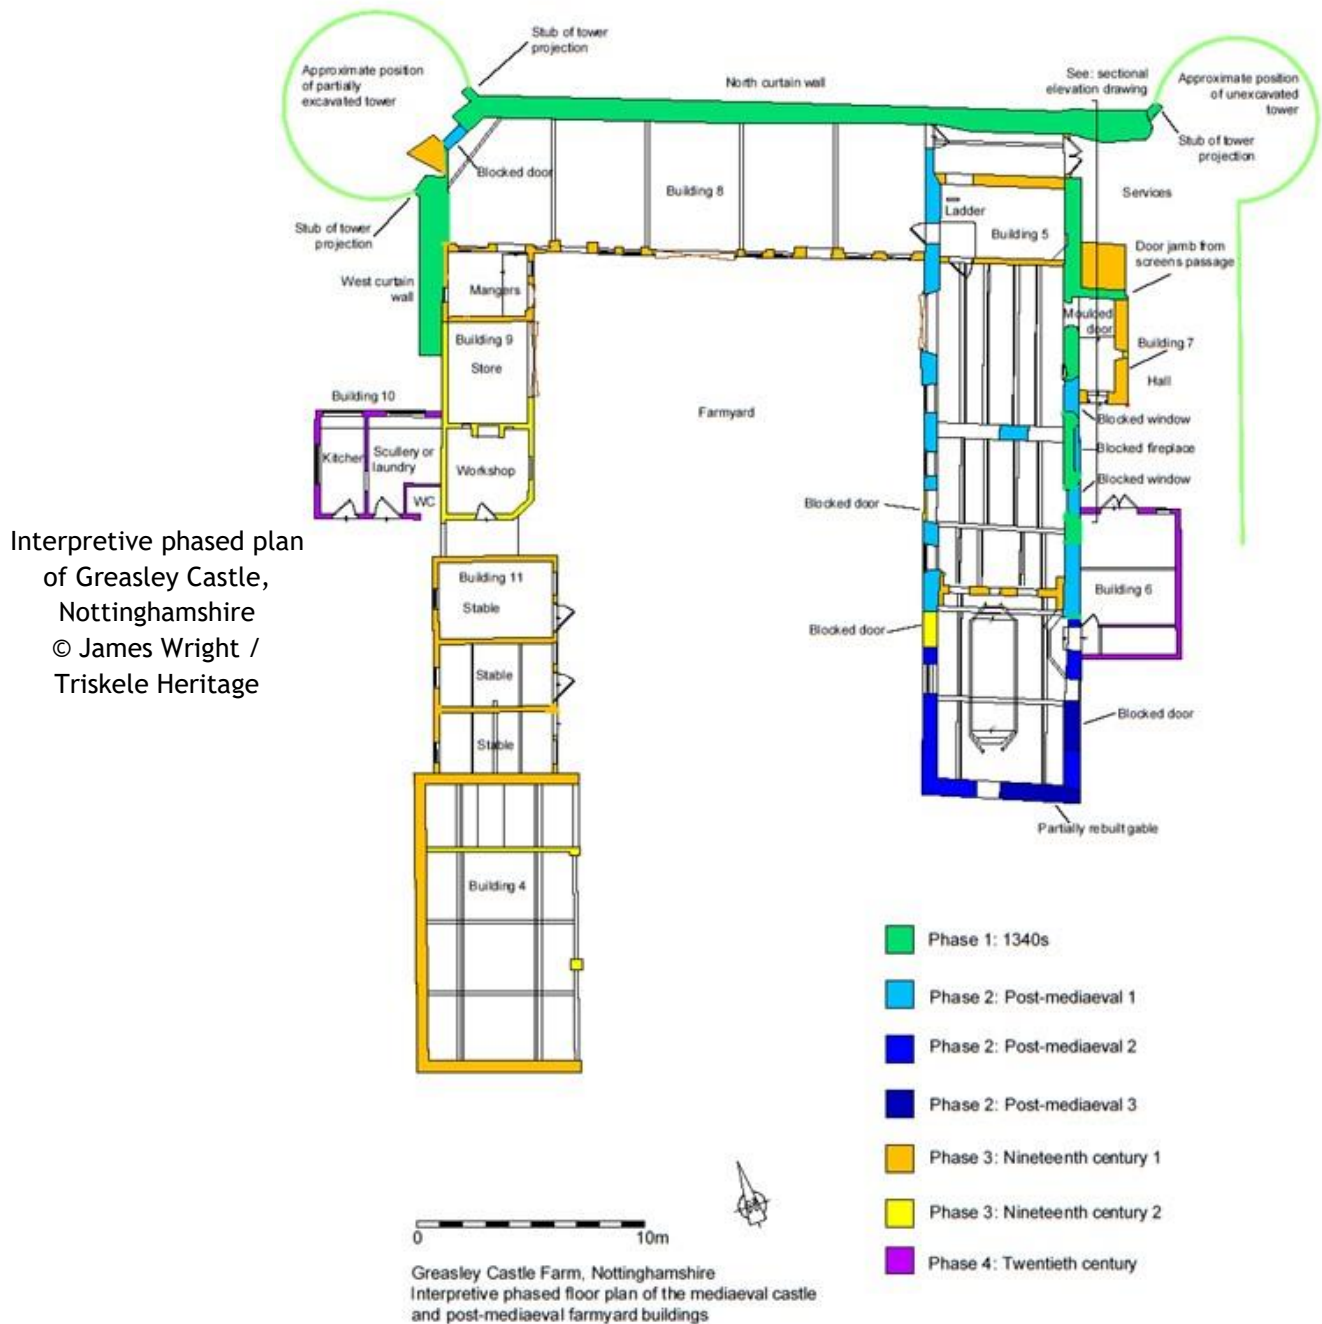 Stub of tower
projection
Approximate position
of partially
excavated tower
North curtain wall
See: sectional
elevation drawing
Approximate position
of unexcavated
tower
Stub of tower
projection
Blocked door
Building 8
Services
Ladder
Building 5
Stub of tower
projection
Door jamb from
screens passage
West curtain
wall
Mangers
Moulded
door
Building 9
Store
Building 7
Hall
Building 10
Farmyard
Blocked window
Kitchen
Scullery or
laundry
Workshop
Blocked fireplace
Blocked window
WC
Blocked door
Interpretive phased plan
of Greasley Castle,
Nottinghamshire
© James Wright /
Triskele Heritage
Building 11
Stable
Building 6
Blocked door
Stable
Blocked door
Stable
Partially rebuilt gable
Building 4
Phase 1: 1340s
Phase 2: Post-mediaeval 1
Phase 2: Post-mediaeval 2
Phase 2: Post-mediaeval 3
Phase 3: Nineteenth century 1
Phase 3: Nineteenth century 2
Phase 4: Twentieth century
0 10m
Greasley Castle Farm, Nottinghamshire
Interpretive phased floor plan of the mediaeval castle
and post-mediaeval farmyard buildings